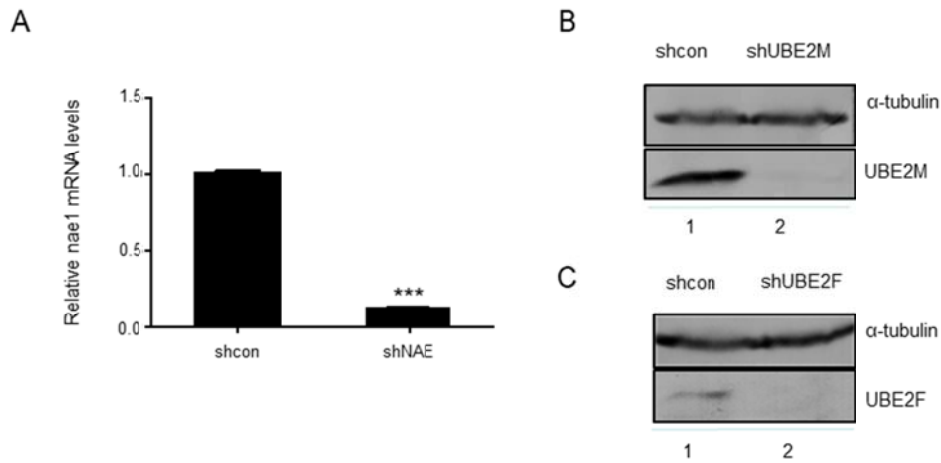 A
Relative nae1 mRNA levels
1.5
1.0
0.5
0.0
***
shcon shNAE
B
shcon shUBE2M
α-tubulin
UBE2M
1 2
C
shcon shUBE2F
α-tubulin
UBE2F
1 2